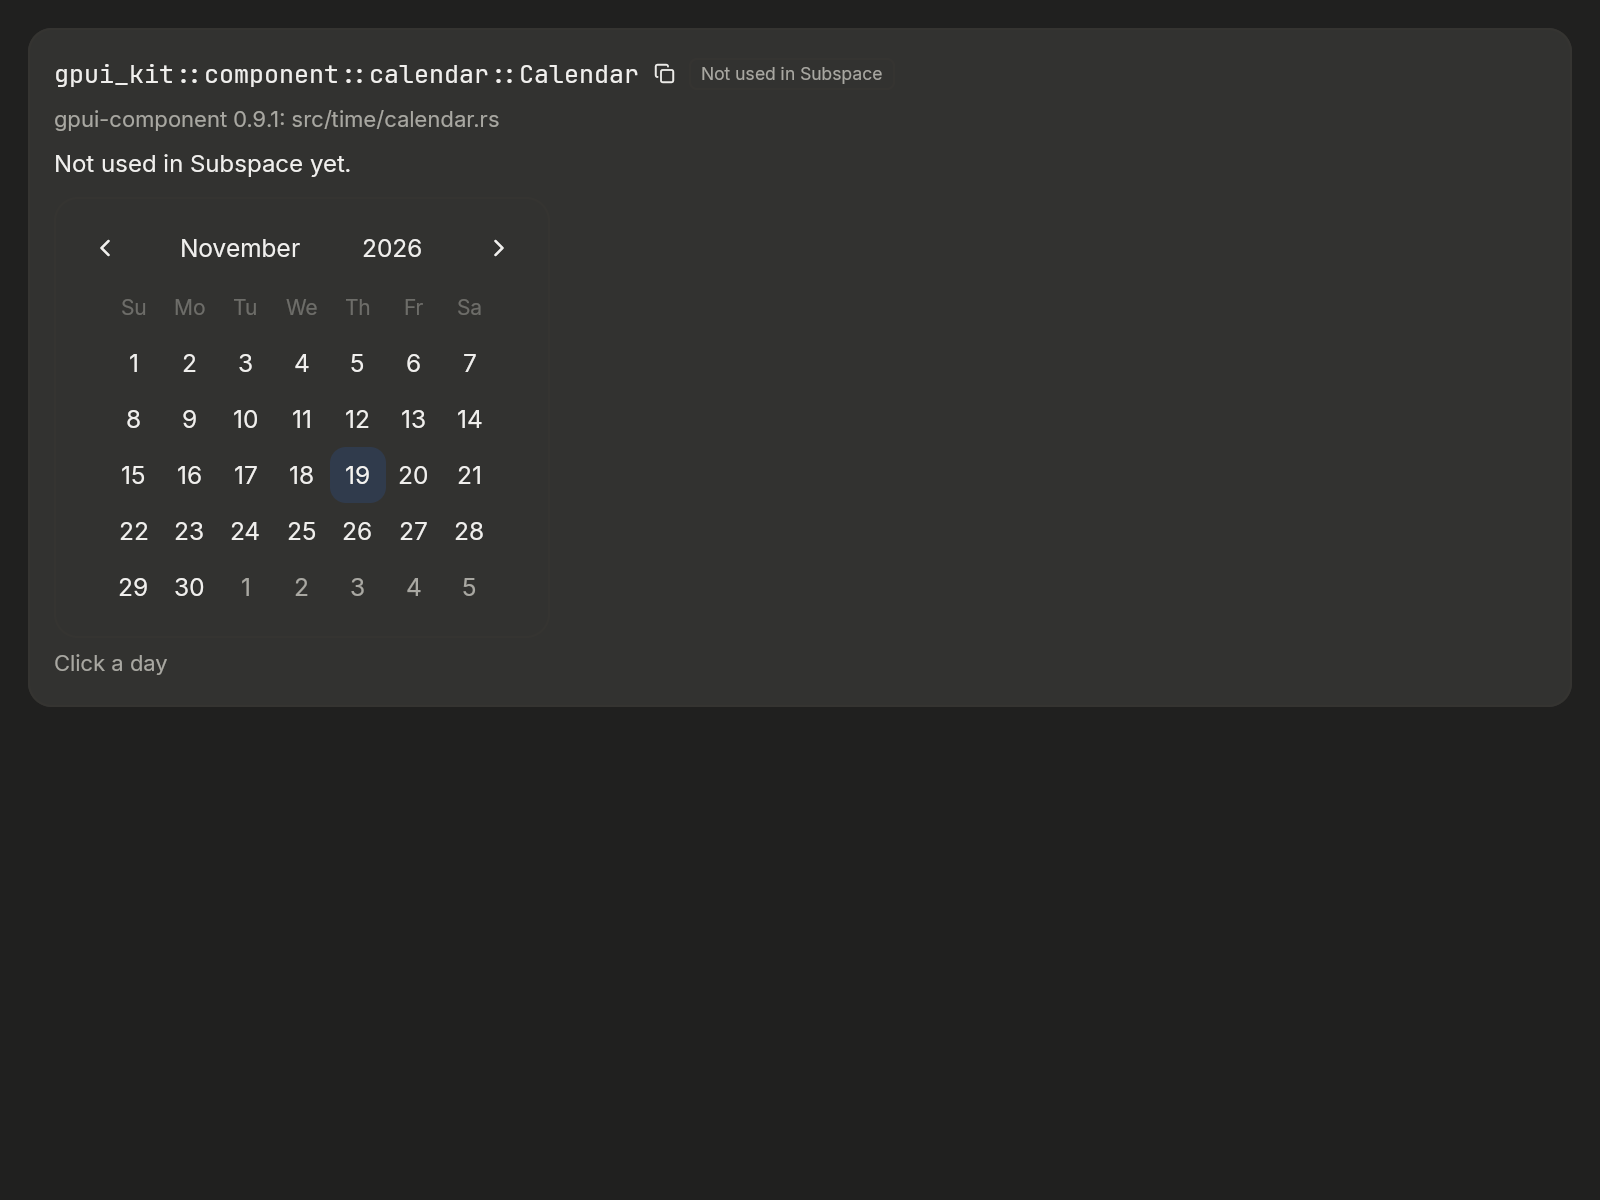 gpui_kit::component::calendar::Calendar Not used in Subspace
gpui-component 0.9.1: src/time/calendar.rs
Not used in Subspace yet.
November 2026
Su Mo Tu We Th Fr Sa
1 2 3 4 5 6 7
8 9 10 11 12 13 14
15 16 17 18 19 20 21
22 23 24 25 26 27 28
29 30 1 2 3 4 5
Click a day